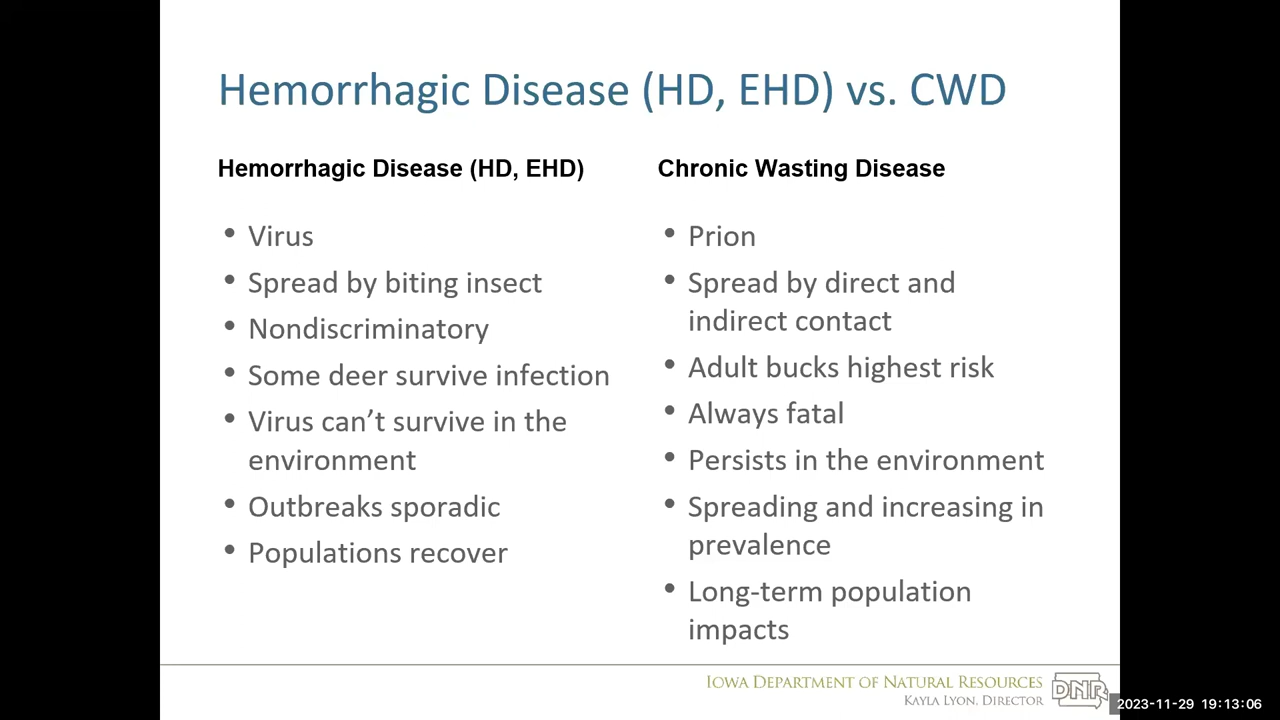 Hemorrhagic Disease (HD, EHD) vs. CWD
Hemorrhagic Disease (HD, EHD)
• Virus
• Spread by biting insect
• Nondiscriminatory
• Some deer survive infection
• Virus can’t survive in the
environment
• Outbreaks sporadic
• Populations recover
Chronic Wasting Disease
• Prion
• Spread by direct and
indirect contact
• Adult bucks highest risk
• Always fatal
• Persists in the environment
• Spreading and increasing in
prevalence
• Long-term population
impacts
Iowa Department of Natural Resources
Kayla Lyon, Director
DNR
2023-11-29 19:13:06